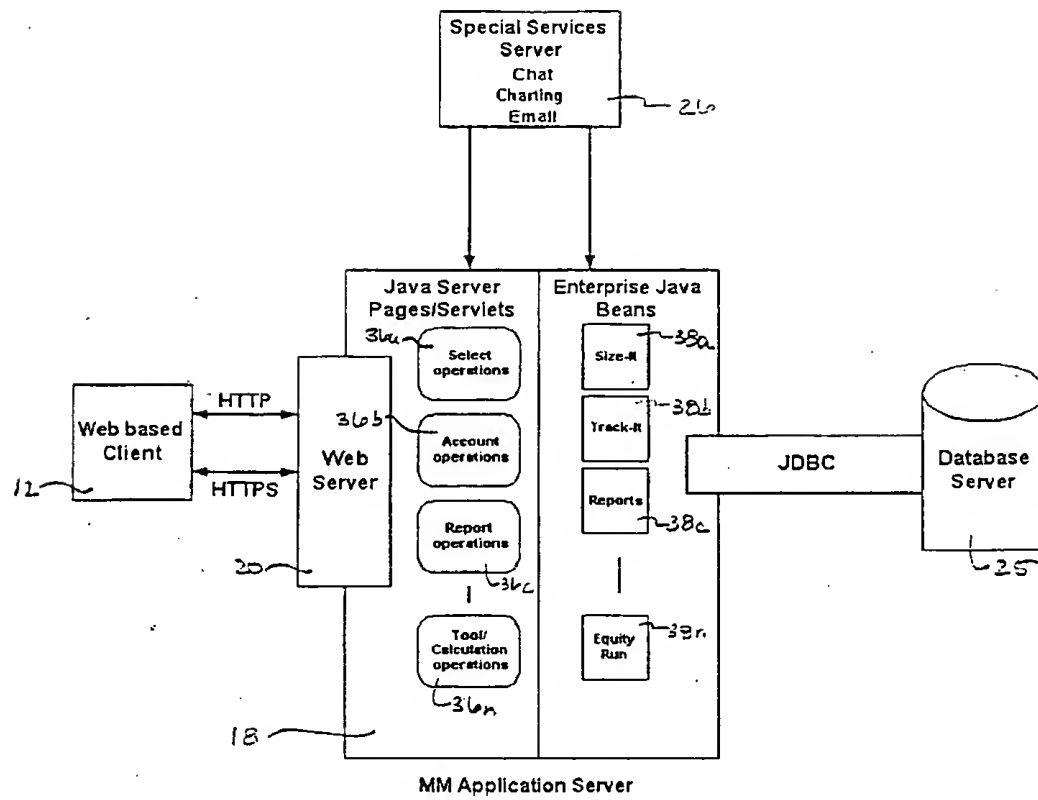 Special Services
Server
Chat
Charting
Email
26
Java Server
Pages/Servlets
Enterprise Java
Beans
36a
Select
operations
Size-It
38a
HTTP
36b
Track-It
38b
Web based
Client
Web
Server
Account
operations
JDBC
Database
Server
12
HTTPS
Reports
38c
20
Report
operations
36c
25
Tool/
Calculation
operations
36n
Equity
Run
38n
18
MM Application Server